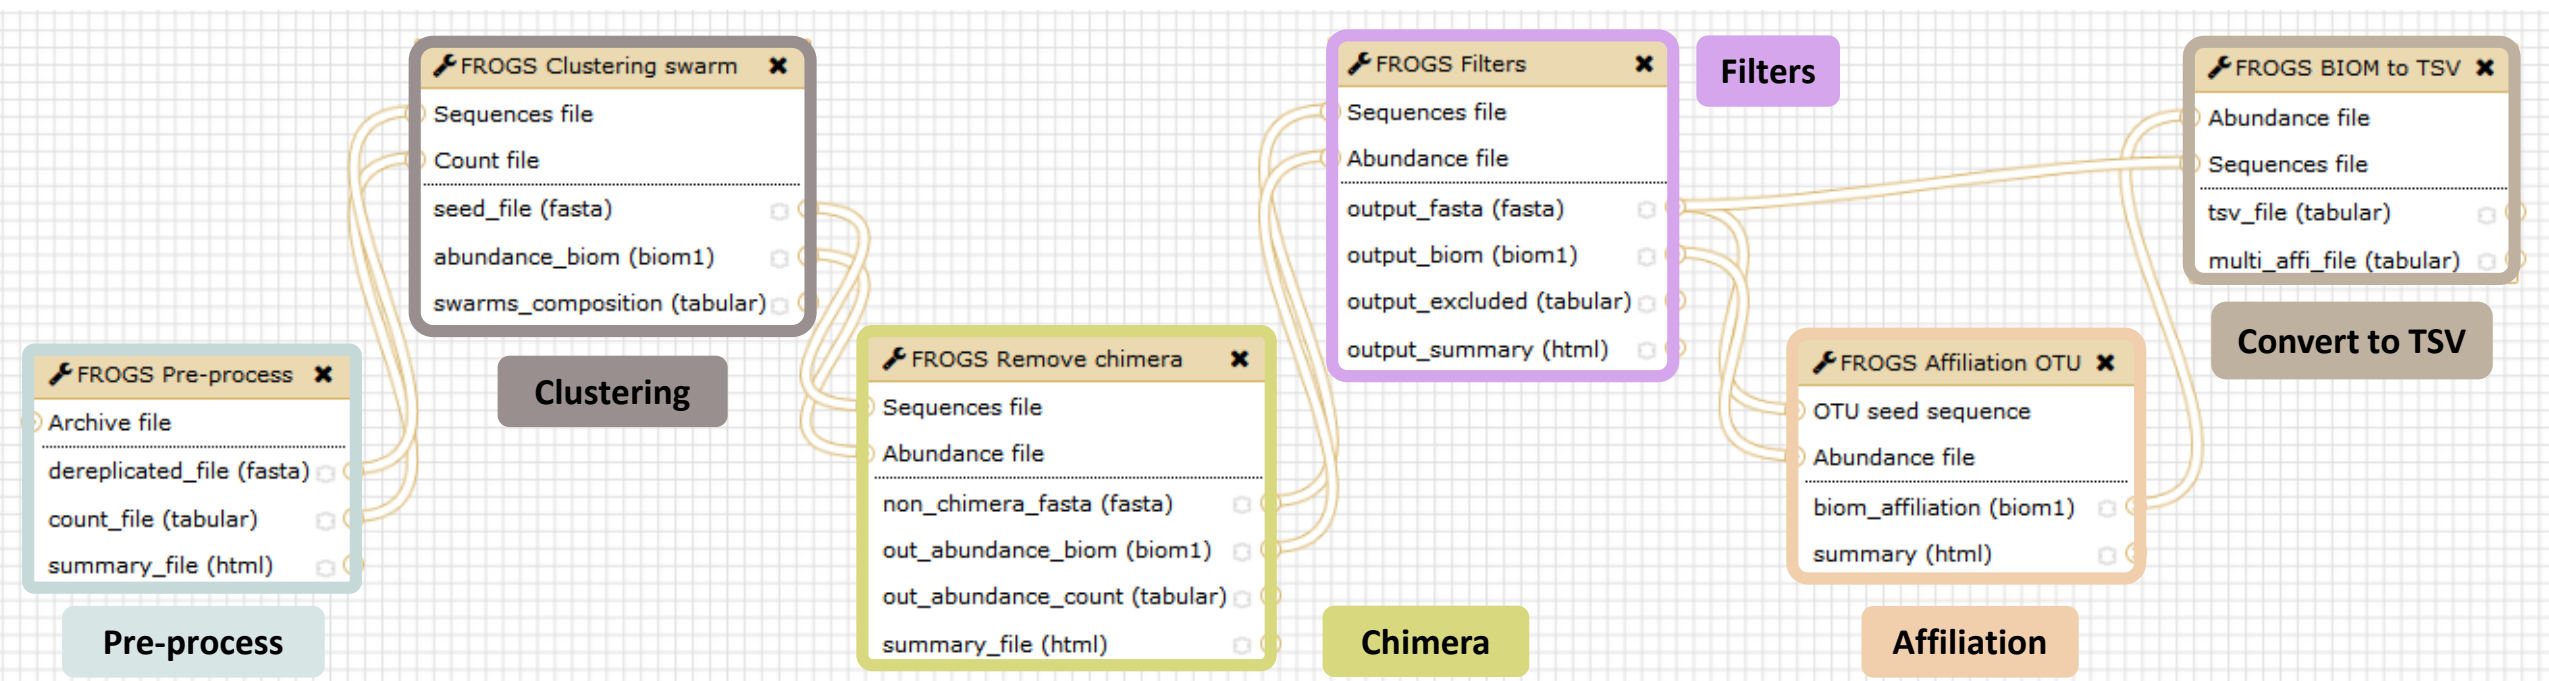 FROGS Pre-process
Archive file
dereplicated_file (fasta)
count_file (tabular)
summary_file (html)
Pre-process
FROGS Clustering swarm
Sequences file
Count file
seed_file (fasta)
abundance_biom (biom1)
swarms_composition (tabular)
Clustering
FROGS Remove chimera
Sequences file
Abundance file
non_chimera_fasta (fasta)
out_abundance_biom (biom1)
out_abundance_count (tabular)
summary_file (html)
Chimera
FROGS Filters
Sequences file
Abundance file
output_fasta (fasta)
output_biom (biom1)
output_excluded (tabular)
output_summary (html)
Filters
FROGS Affiliation OTU
OTU seed sequence
Abundance file
biom_affiliation (biom1)
summary (html)
Affiliation
FROGS BIOM to TSV
Abundance file
Sequences file
tsv_file (tabular)
multi_affi_file (tabular)
Convert to TSV